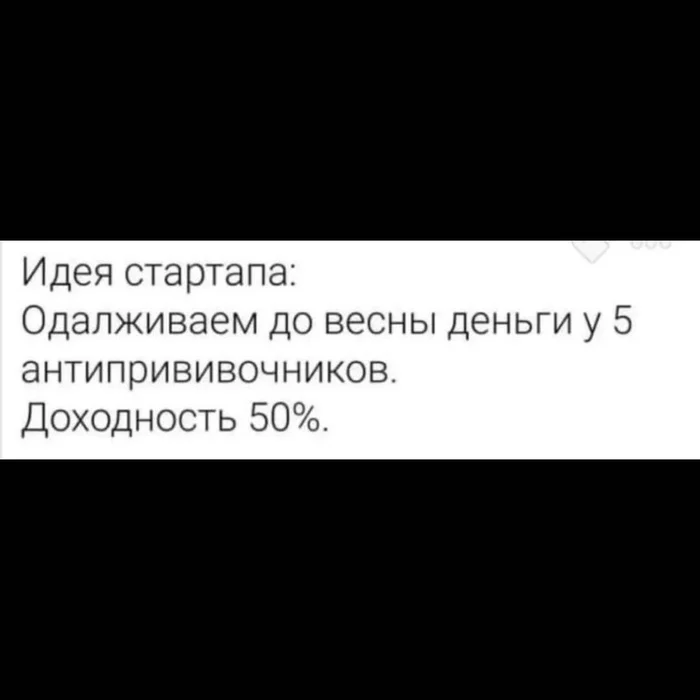 Идея стартапа:
Одалживаем до весны деньги у 5
антипрививочников.
Доходность 50%.